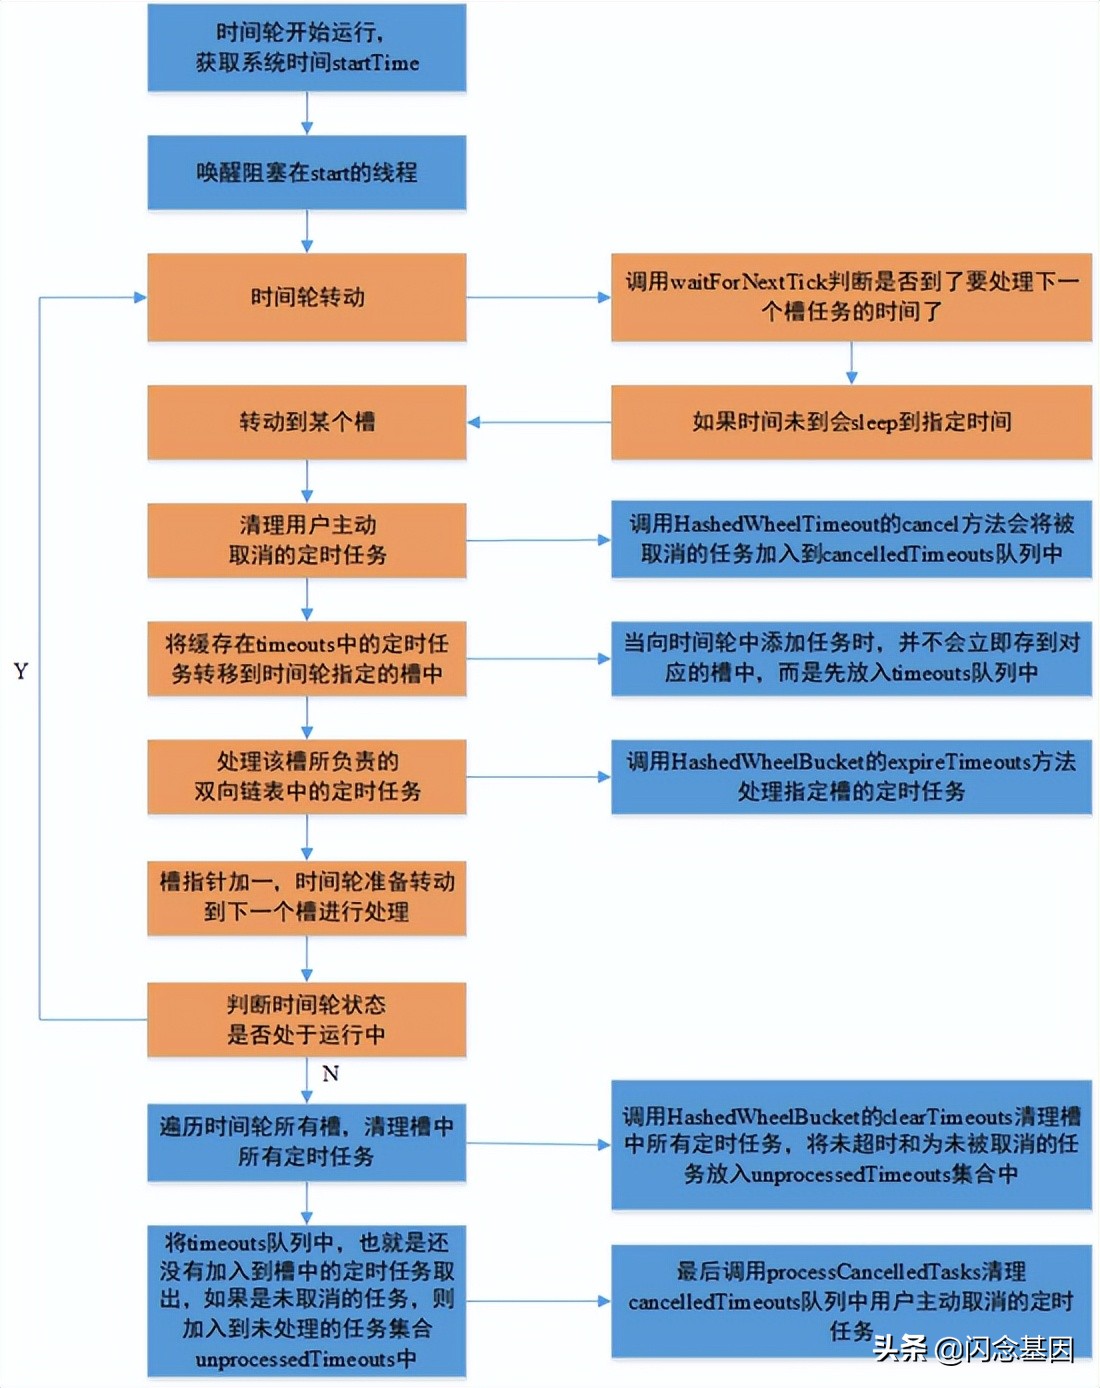 时间轮开始运行，
获取系统时间startTime
唤醒阻塞在start的线程
时间轮转动
调用waitForNextTick判断是否到了要处理下一
个槽任务的时间了
转动到某个槽
如果时间未到会sleep到指定时间
清理用户主动
取消的定时任务
调用HashedWheelTimeout的cancel方法会将被
取消的任务加入到cancelledTimeouts队列中
将缓存在timeouts中的定时任
务转移到时间轮指定的槽中
当向时间轮中添加任务时，并不会立即存到对
应的槽中，而是先放入timeouts队列中
Y
处理该槽所负责的
双向链表中的定时任务
调用HashedWheelBucket的expireTimeouts方法
处理指定槽的定时任务
槽指针加一，时间轮准备转动
到下一个槽进行处理
判断时间轮状态
是否处于运行中
N
遍历时间轮所有槽，清理槽中
所有定时任务
调用HashedWheelBucket的clearTimeouts清理槽
中所有定时任务，将未超时和为未被取消的任
务放入unprocessedTimeouts集合中
将timeouts队列中，也就是还
没有加入到槽中的定时任务取
出，如果是未取消的任务，则
加入到未处理的任务集合
unprocessedTimeouts中
最后调用processCancelledTasks清理
cancelledTimeouts队列中用户主动取消的定时
任务
头条 @闪念基因